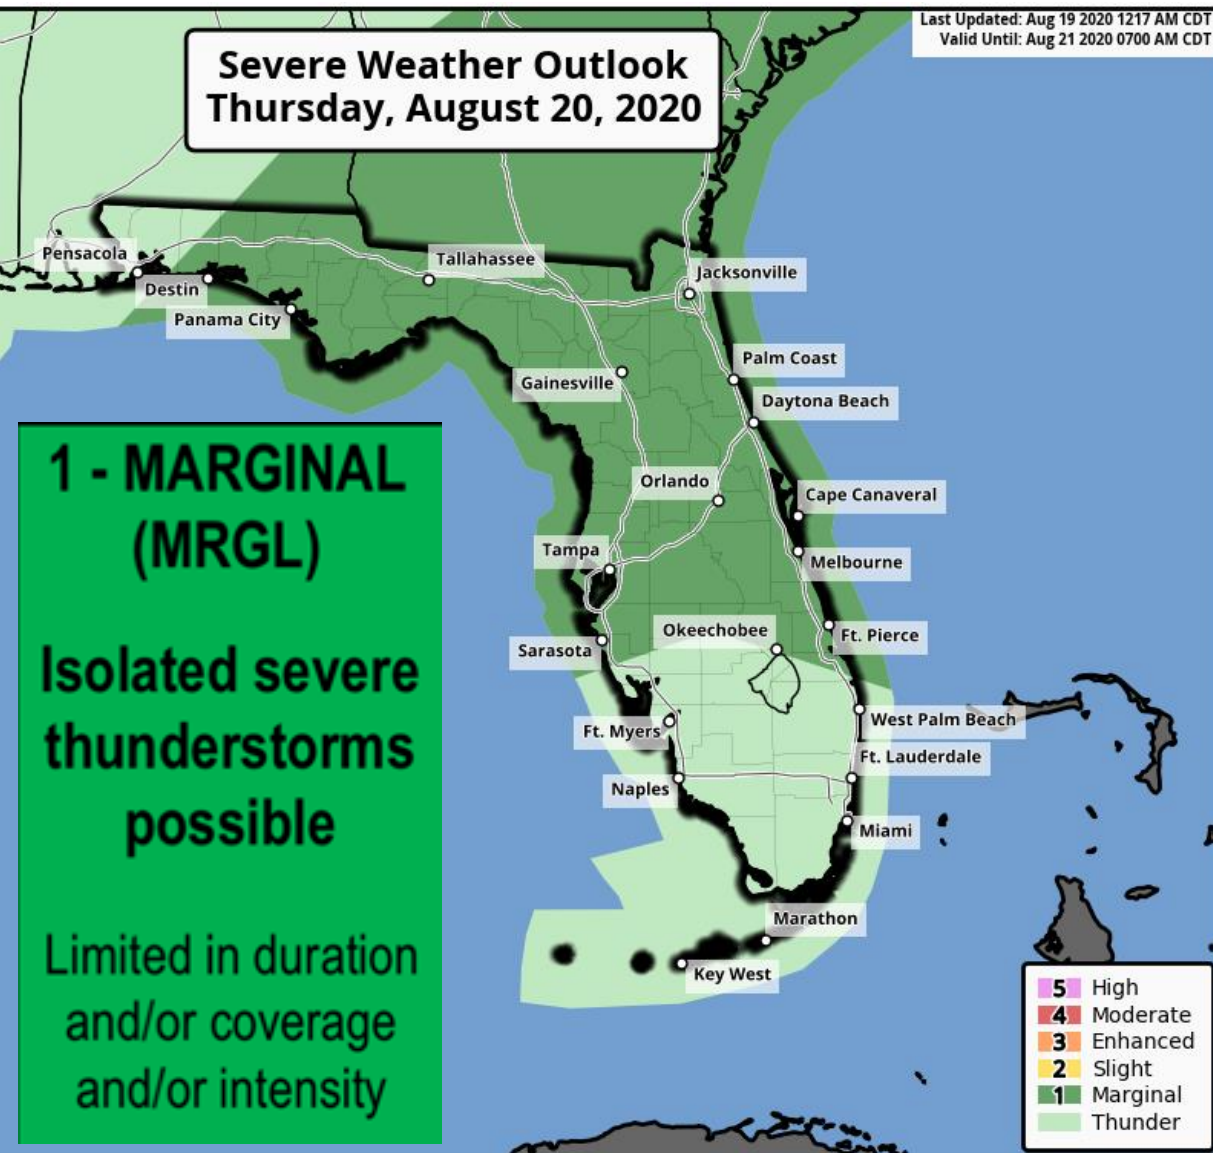 Last Updated: Aug 19 2020 1217 AM CDT
Valid Until: Aug 21 2020 0700 AM CDT
Severe Weather Outlook
Thursday, August 20, 2020
Pensacola
Destin
Panama City
Tallahassee
Jacksonville
Palm Coast
Gainesville
Daytona Beach
Orlando
Cape Canaveral
Tampa
Melbourne
Okeechobee
Ft. Pierce
Sarasota
West Palm Beach
Ft. Myers
Ft. Lauderdale
Naples
Miami
Marathon
Key West
1 - MARGINAL
(MRGL)
Isolated severe
thunderstorms
possible
Limited in duration
and/or coverage
and/or intensity
5 High
4 Moderate
3 Enhanced
2 Slight
1 Marginal
Thunder